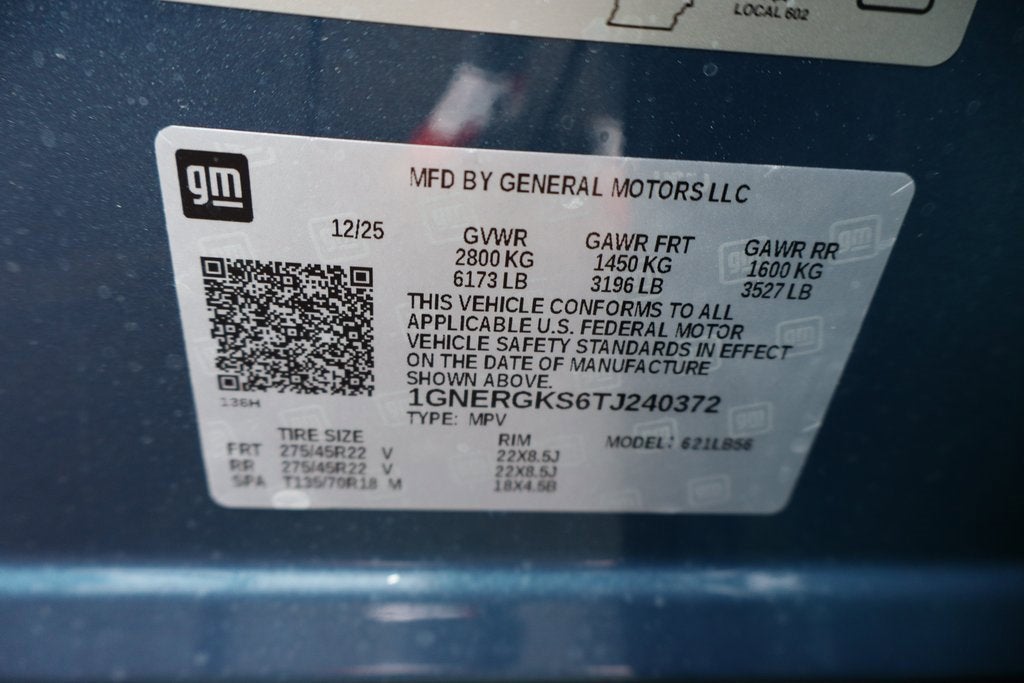 LOCAL 602
gm
MFD BY GENERAL MOTORS LLC
12/25
GVWR GAWR FRT GAWR RR
2800 KG 1450 KG 1600 KG
6173 LB 3196 LB 3527 LB
THIS VEHICLE CONFORMS TO ALL
APPLICABLE U.S. FEDERAL MOTOR
VEHICLE SAFETY STANDARDS IN EFFECT
ON THE DATE OF MANUFACTURE
SHOWN ABOVE.
1GNERGKS6TJ240372
136H
TYPE: MPV
TIRE SIZE RIM MODEL: 621LB56
FRT 275/45R22 V 22X8.5J
RR 275/45R22 V 22X8.5J
SPA T135/70R18 M 18X4.5B